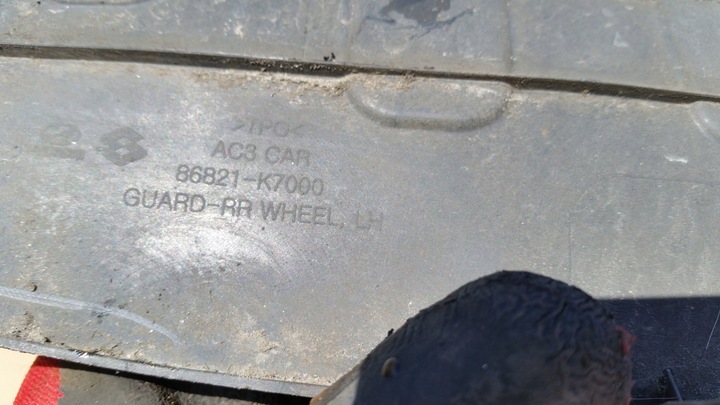 >TPO<
AC3 CAR
86821-K7000
GUARD-RR WHEEL, LH